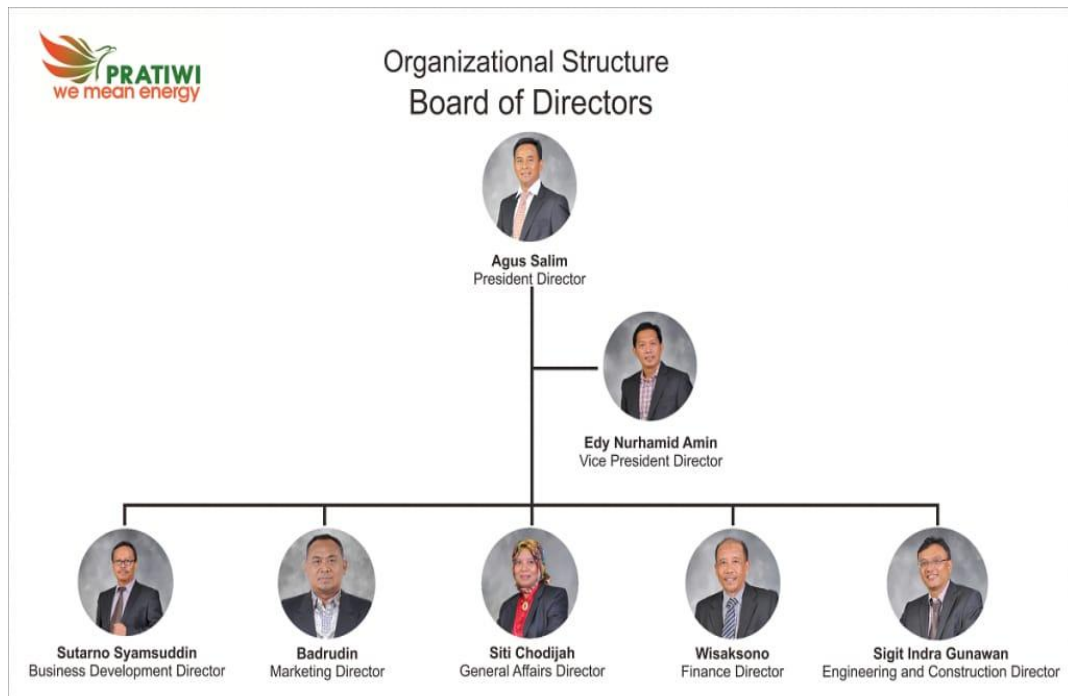 PRATIWI
we mean energy
Organizational Structure
Board of Directors
Agus Salim
President Director
Edy Nurhamid Amin
Vice President Director
Sutarno Syamsuddin
Business Development Director
Badrudin
Marketing Director
Siti Chodijah
General Affairs Director
Wisaksono
Finance Director
Sigit Indra Gunawan
Engineering and Construction Director